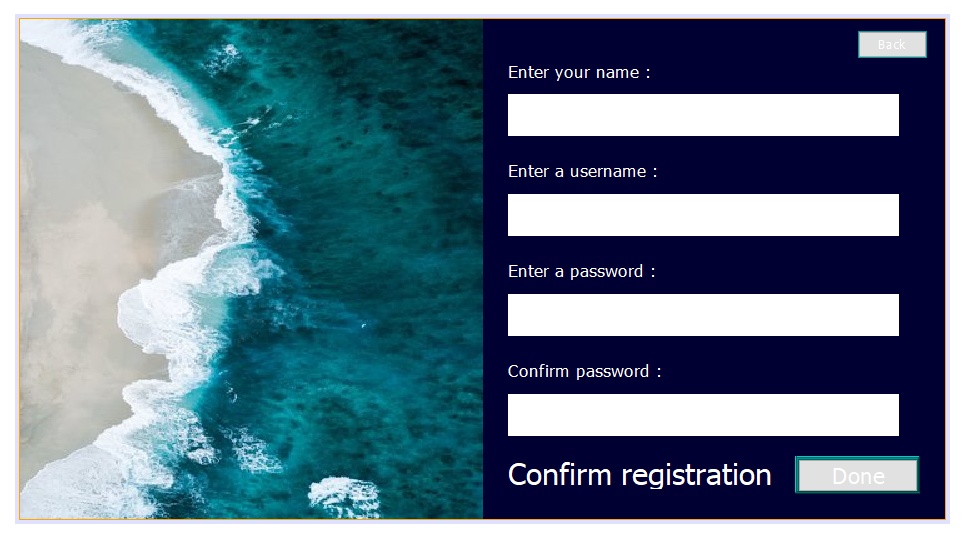 Back
Enter your name :
Enter a username :
Enter a password :
Confirm password :
Confirm registration
Done